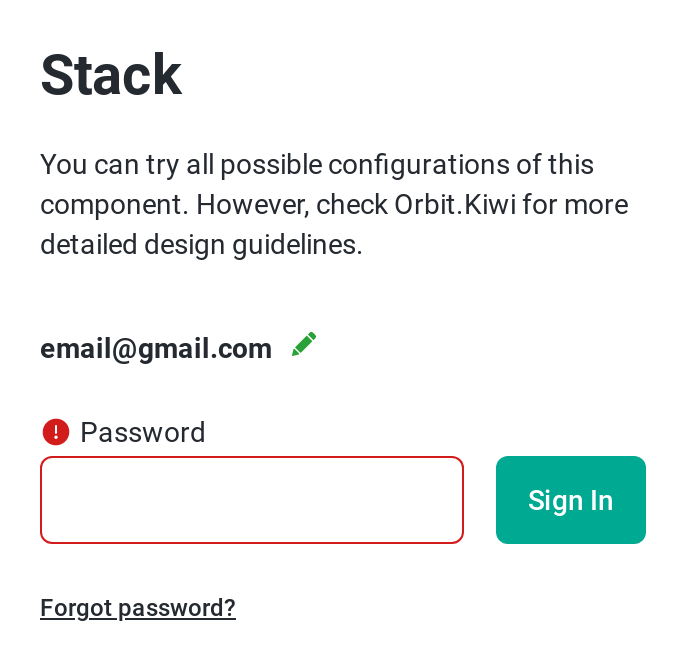 Stack
You can try all possible configurations of this
component. However, check Orbit.Kiwi for more
detailed design guidelines.
email@gmail.com
Password
Sign In
Forgot password?